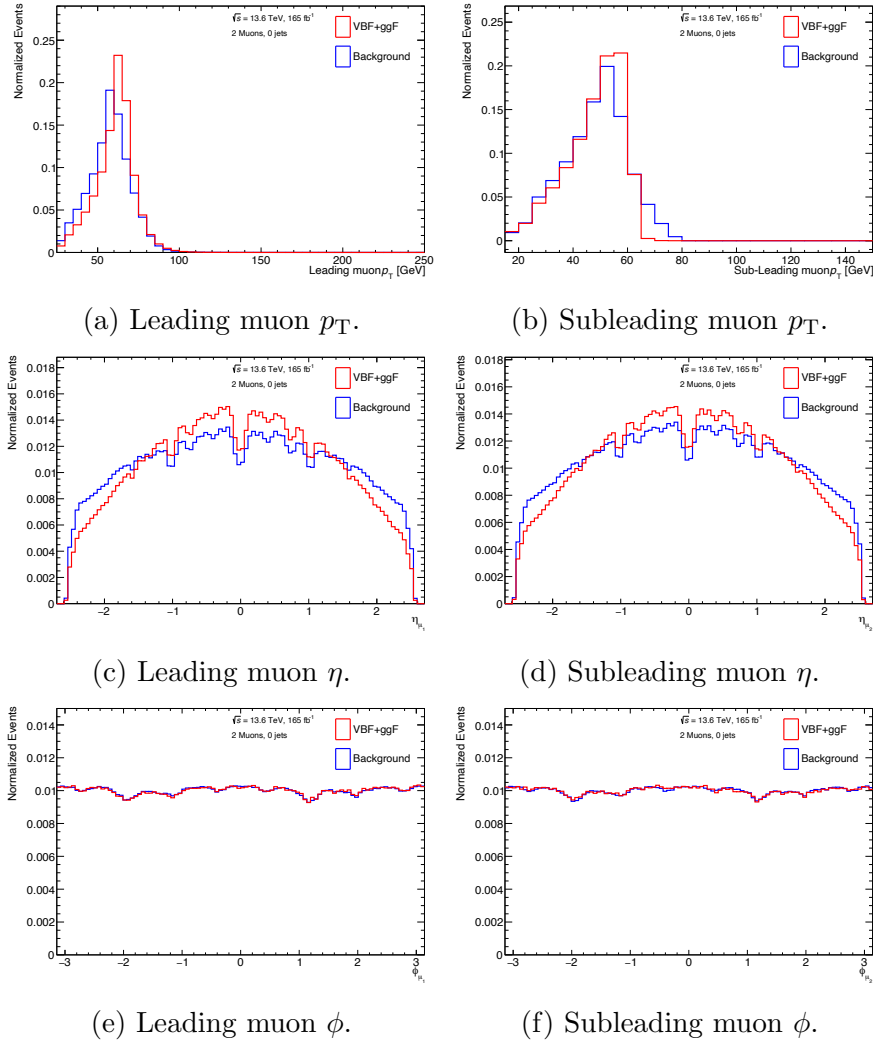 Normalized Events
0.25
0.2
0.15
0.1
0.05
0
50 100 150 200 250
Leading muon p_T [GeV]
√s = 13.6 TeV, 165 fb⁻¹
2 Muons, 0 jets
VBF+ggF
Background
(a) Leading muon p_T.
Normalized Events
0.25
0.2
0.15
0.1
0.05
0
20 40 60 80 100 120 140
Sub-Leading muon p_T [GeV]
√s = 13.6 TeV, 165 fb⁻¹
2 Muons, 0 jets
VBF+ggF
Background
(b) Subleading muon p_T.
Normalized Events
0.018
0.016
0.014
0.012
0.01
0.008
0.006
0.004
0.002
0
−2 −1 0 1 2
η_μ₁
√s = 13.6 TeV, 165 fb⁻¹
2 Muons, 0 jets
VBF+ggF
Background
(c) Leading muon η.
Normalized Events
0.018
0.016
0.014
0.012
0.01
0.008
0.006
0.004
0.002
0
−2 −1 0 1 2
η_μ₂
√s = 13.6 TeV, 165 fb⁻¹
2 Muons, 0 jets
VBF+ggF
Background
(d) Subleading muon η.
Normalized Events
0.014
0.012
0.01
0.008
0.006
0.004
0.002
0
−3 −2 −1 0 1 2 3
φ_μ₁
√s = 13.6 TeV, 165 fb⁻¹
2 Muons, 0 jets
VBF+ggF
Background
(e) Leading muon ϕ.
Normalized Events
0.014
0.012
0.01
0.008
0.006
0.004
0.002
0
−3 −2 −1 0 1 2 3
φ_μ₂
√s = 13.6 TeV, 165 fb⁻¹
2 Muons, 0 jets
VBF+ggF
Background
(f) Subleading muon ϕ.